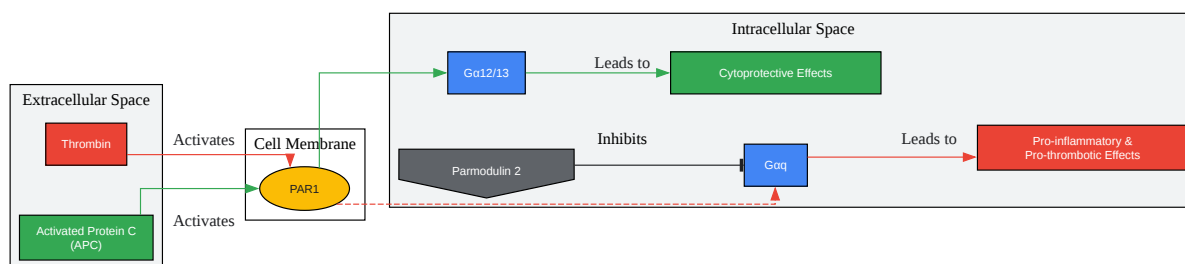 Intracellular Space
Gα12/13
Leads to
Cytoprotective Effects
Extracellular Space
Thrombin
Activates
Cell Membrane
PAR1
Activated Protein C
(APC)
Activates
Inhibits
Parmodulin 2
Gαq
Leads to
Pro-inflammatory &
Pro-thrombotic Effects